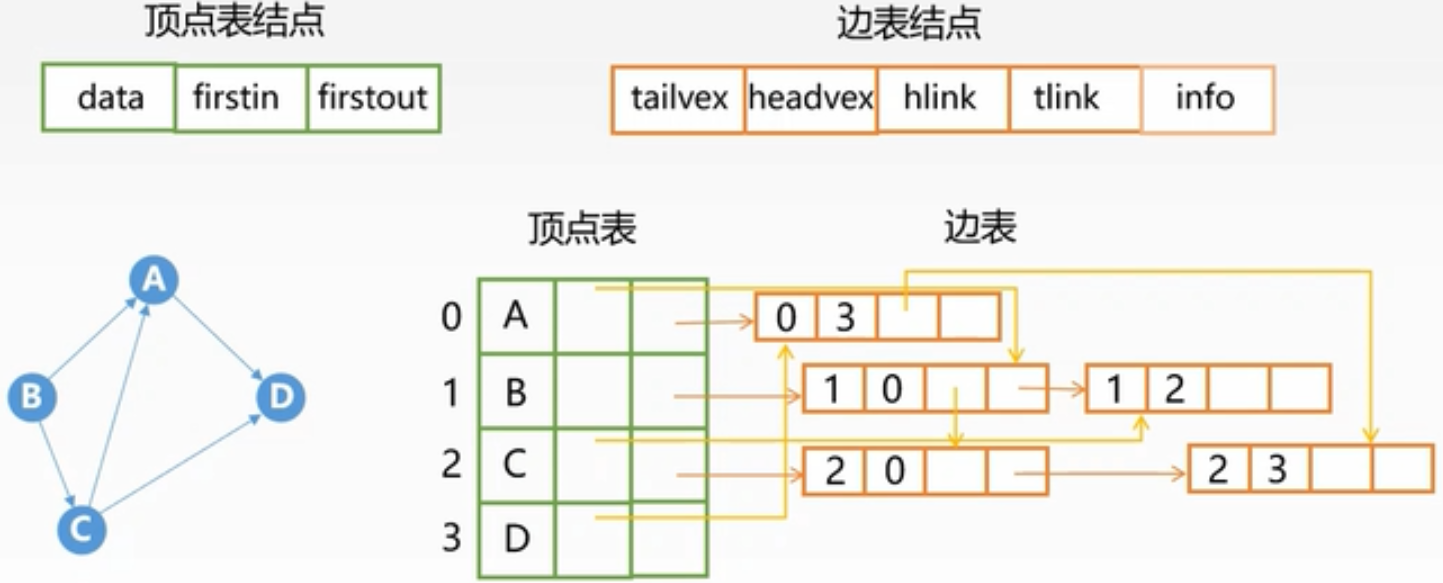 顶点表结点 边表结点
data firstin firstout tailvex headvex hlink tlink info
顶点表 边表
A
B
D
C
0 A 0 3
1 B 1 0 1 2
2 C 2 0 2 3
3 D